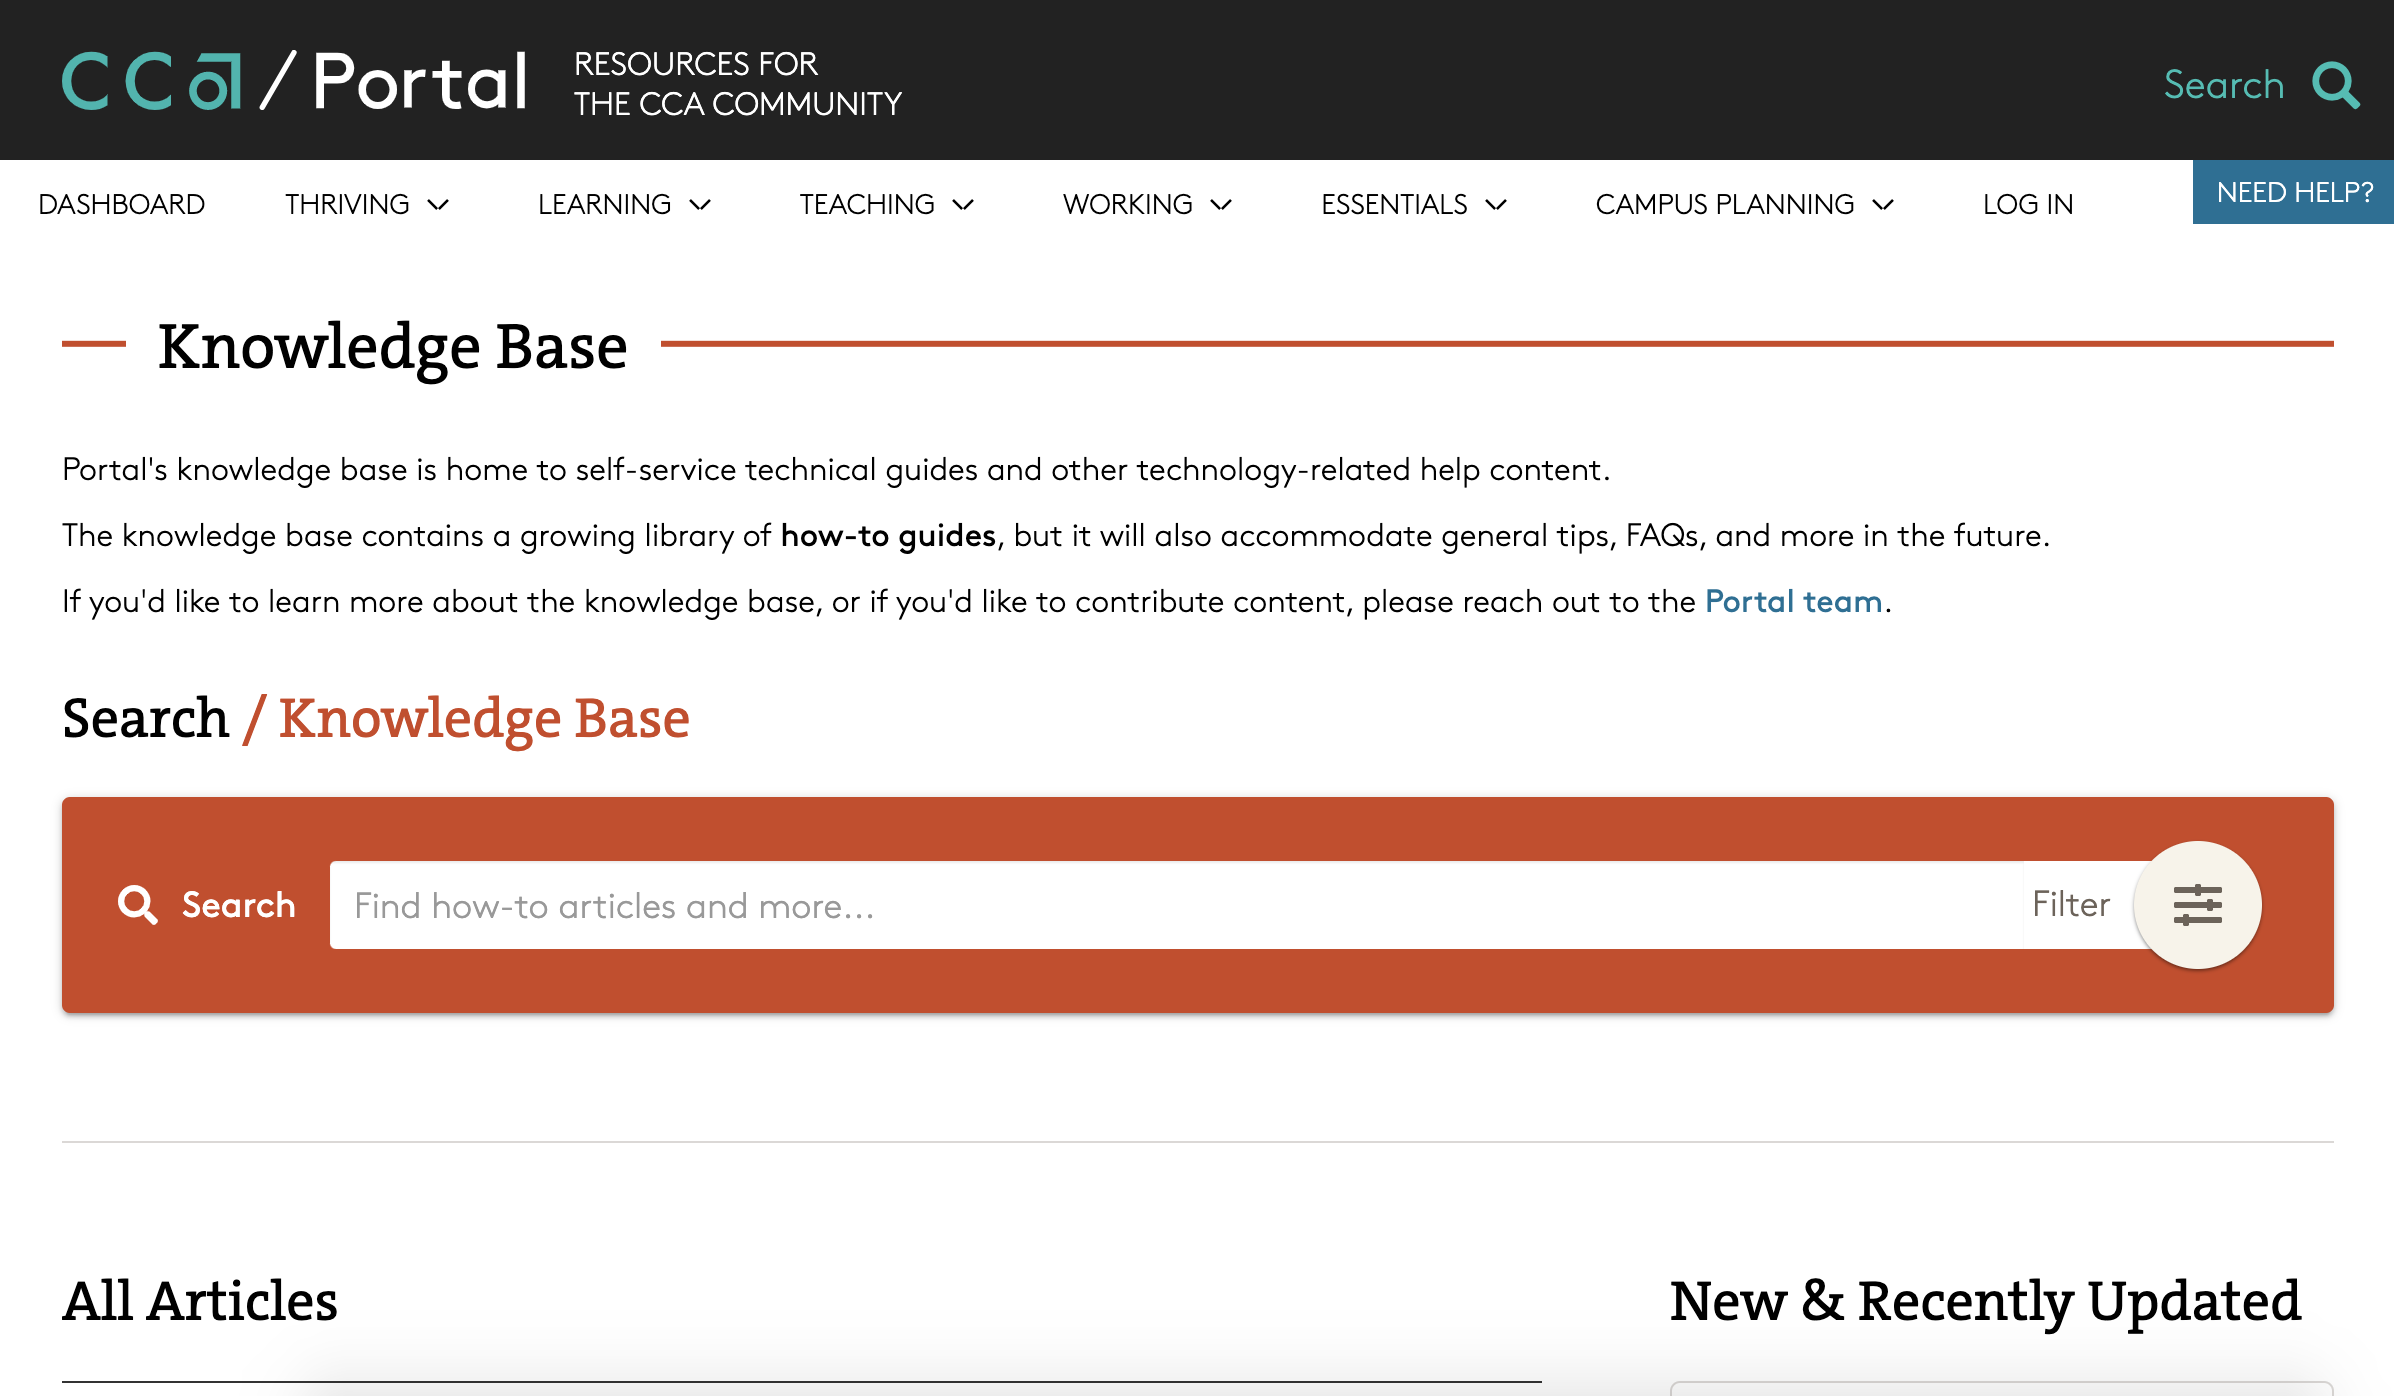 CCa/Portal
RESOURCES FOR
THE CCA COMMUNITY
Search
DASHBOARD
THRIVING
LEARNING
TEACHING
WORKING
ESSENTIALS
CAMPUS PLANNING
LOG IN
NEED HELP?
Knowledge Base
Portal's knowledge base is home to self-service technical guides and other technology-related help content.
The knowledge base contains a growing library of how-to guides, but it will also accommodate general tips, FAQs, and more in the future.
If you'd like to learn more about the knowledge base, or if you'd like to contribute content, please reach out to the Portal team.
Search / Knowledge Base
Search
Find how-to articles and more...
Filter
All Articles
New & Recently Updated